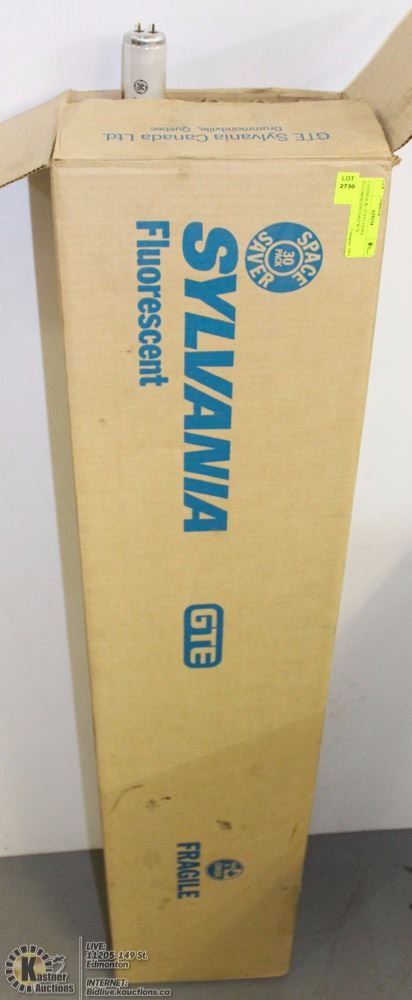 GTE Sylvania Canada Ltd.
Drummondville, Quebec
LOT
2730
SPACE
SAVER
30
PACK
SYLVANIA
Fluorescent
GTE
FRAGILE
Kastner
Auctions
LIVE:
11205-149 St.
Edmonton
INTERNET:
Bidlive.kauctions.ca